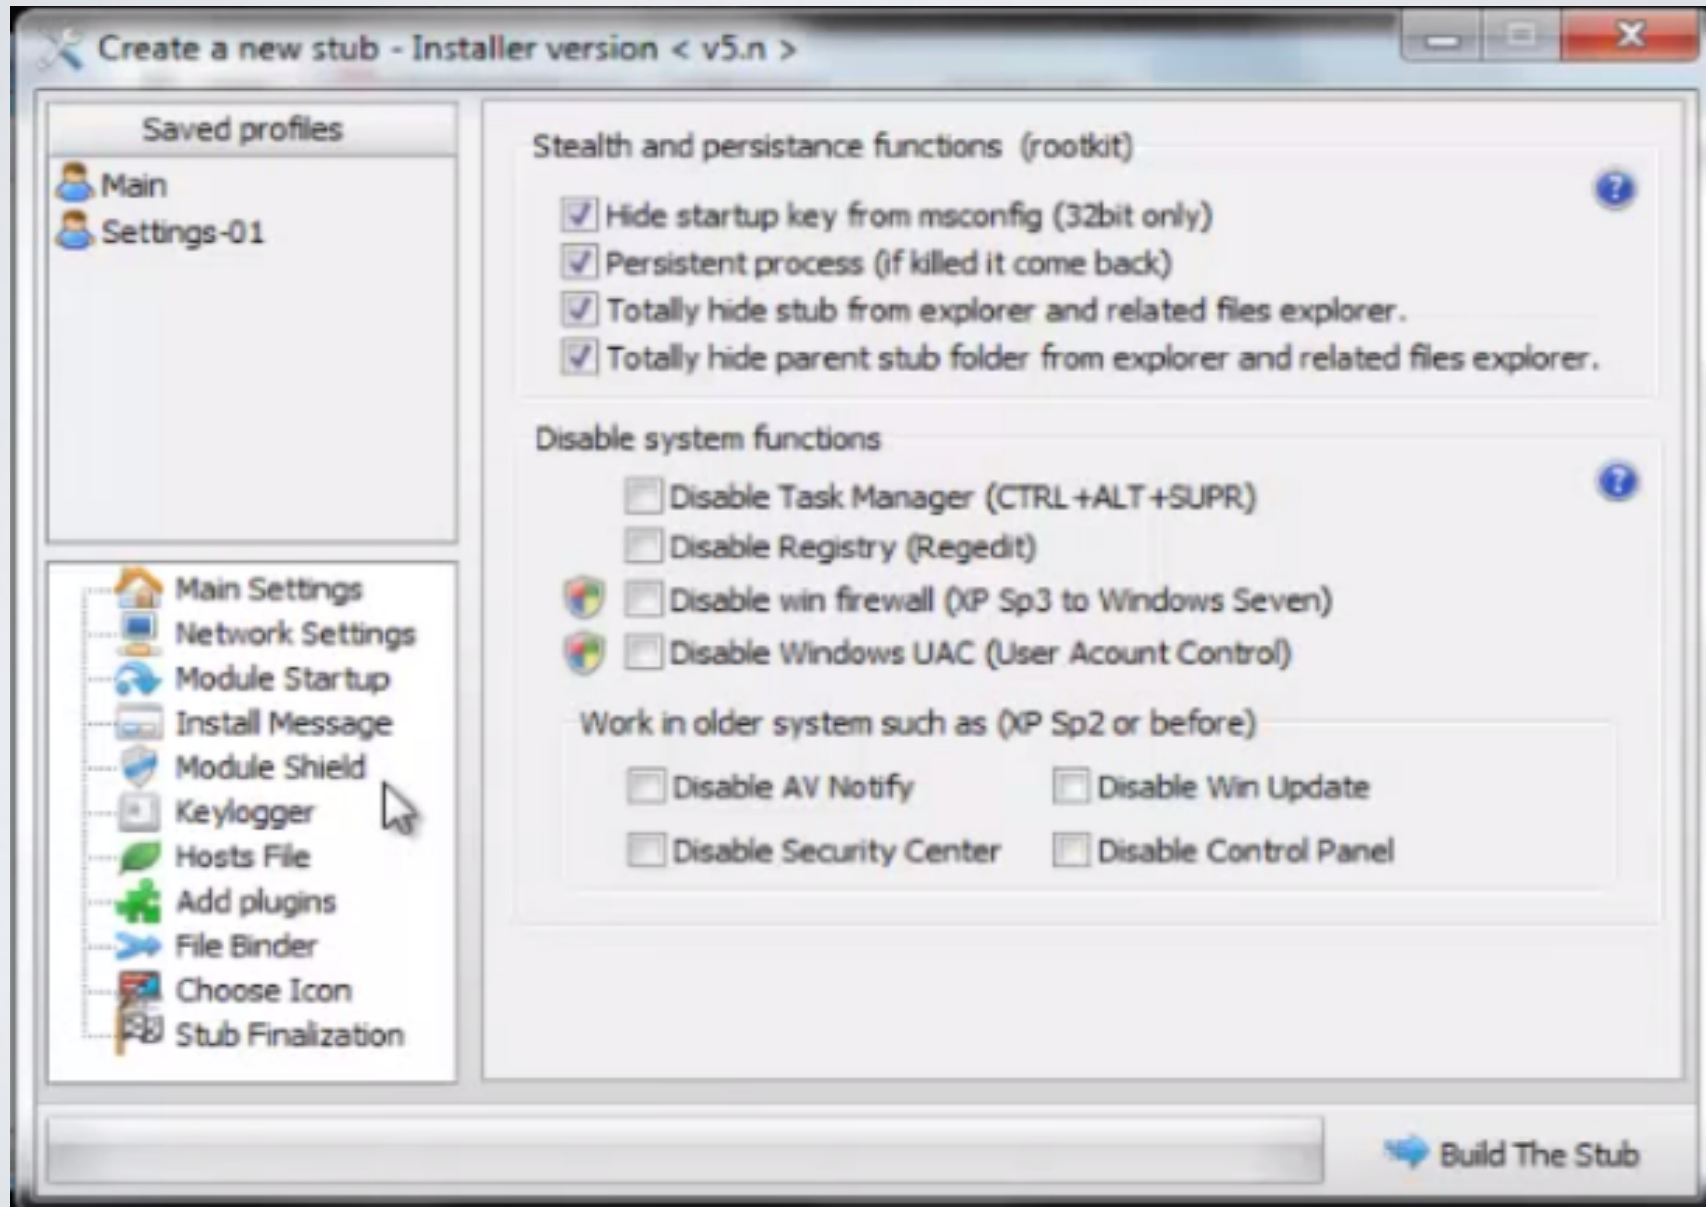 Create a new stub - Installer version < v5.n >
Saved profiles
Main
Settings-01
Main Settings
Network Settings
Module Startup
Install Message
Module Shield
Keylogger
Hosts File
Add plugins
File Binder
Choose Icon
Stub Finalization
Stealth and persistance functions (rootkit)
Hide startup key from msconfig (32bit only)
Persistent process (if killed it come back)
Totally hide stub from explorer and related files explorer.
Totally hide parent stub folder from explorer and related files explorer.
Disable system functions
Disable Task Manager (CTRL+ALT+SUPR)
Disable Registry (Regedit)
Disable win firewall (XP Sp3 to Windows Seven)
Disable Windows UAC (User Acount Control)
Work in older system such as (XP Sp2 or before)
Disable AV Notify
Disable Win Update
Disable Security Center
Disable Control Panel
Build The Stub